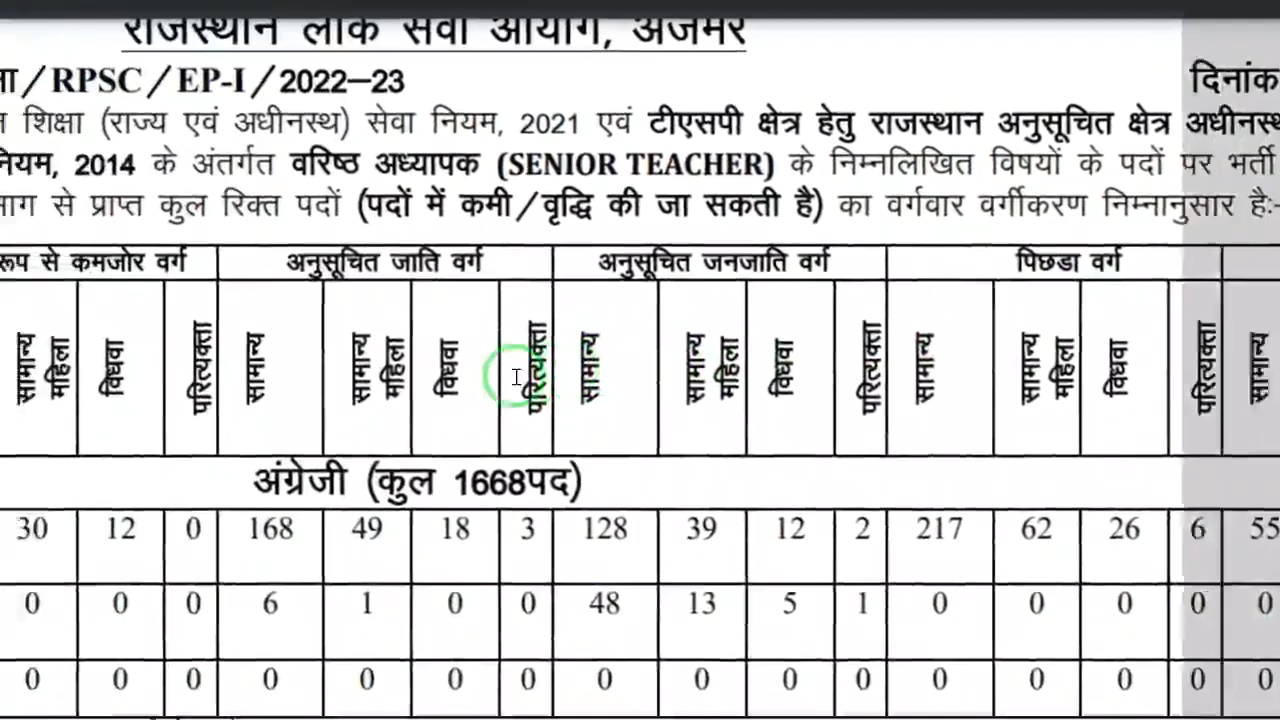 राजस्थान लोक सेवा आयोग, अजमेर
/RPSC/EP-I/2022–23 दिनांक
शिक्षा (राज्य एवं अधीनस्थ) सेवा नियम, 2021 एवं टीएसपी क्षेत्र हेतु राजस्थान अनुसूचित क्षेत्र अधीनस्थ
नियम, 2014 के अंतर्गत वरिष्ठ अध्यापक (SENIOR TEACHER) के निम्नलिखित विषयों के पदों पर भर्ती
से प्राप्त कुल रिक्त पदों (पदों में कमी/वृद्धि की जा सकती है) का वर्गवार वर्गीकरण निम्नानुसार हैः-
रूप से कमजोर वर्ग अनुसूचित जाति वर्ग अनुसूचित जनजाति वर्ग पिछडा वर्ग
सामान्य महिला विधवा परित्यक्ता सामान्य सामान्य महिला विधवा परित्यक्ता सामान्य सामान्य महिला विधवा परित्यक्ता सामान्य सामान्य महिला विधवा परित्यक्ता सामान्य
अंग्रेजी (कुल 1668पद)
30 12 0 168 49 18 3 128 39 12 2 217 62 26 6 55
0 0 0 6 1 0 0 48 13 5 1 0 0 0 0 0
0 0 0 0 0 0 0 0 0 0 0 0 0 0 0 0